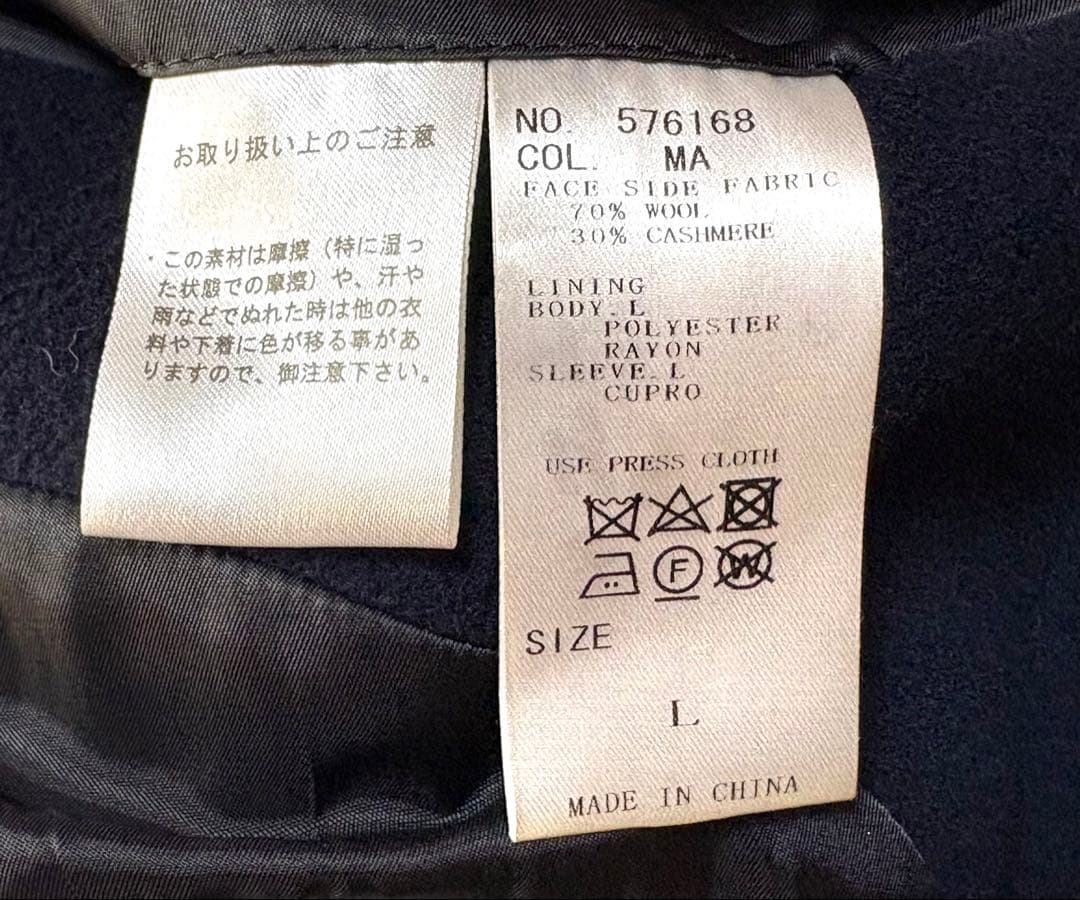 お取り扱い上のご注意
・この素材は摩擦(特に湿っ
た状態での摩擦)や、汗や
雨などでぬれた時は他の衣
料や下着に色が移る事があ
りますので、御注意下さい。
NO. 576168
COL. MA
FACE SIDE FABRIC
70% WOOL
30% CASHMERE
LINING
BODY.L
POLYESTER
RAYON
SLEEVE.L
CUPRO
USE PRESS CLOTH
F W
SIZE
L
MADE IN CHINA